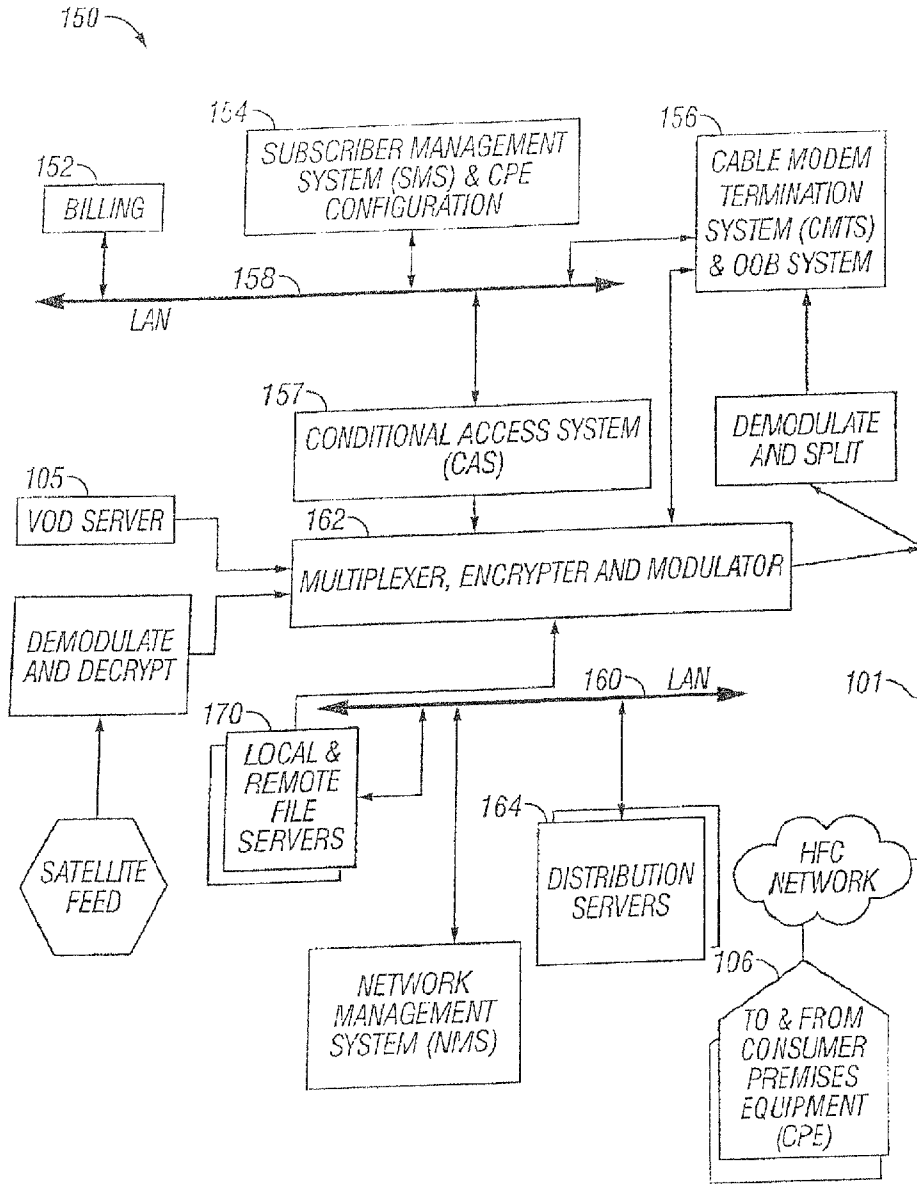 150
154
SUBSCRIBER MANAGEMENT
SYSTEM (SMS) & CPE
CONFIGURATION
156
CABLE MODEM
TERMINATION
SYSTEM (CMTS)
& OOB SYSTEM
152
BILLING
158
LAN
157
CONDITIONAL ACCESS SYSTEM
(CAS)
DEMODULATE
AND SPLIT
105
VOD SERVER
162
MULTIPLEXER, ENCRYPTER AND MODULATOR
DEMODULATE
AND DECRYPT
160
LAN
101
170
LOCAL &
REMOTE
FILE
SERVERS
164
DISTRIBUTION
SERVERS
HFC
NETWORK
SATELLITE
FEED
NETWORK
MANAGEMENT
SYSTEM (NMS)
106
TO & FROM
CONSUMER
PREMISES
EQUIPMENT
(CPE)